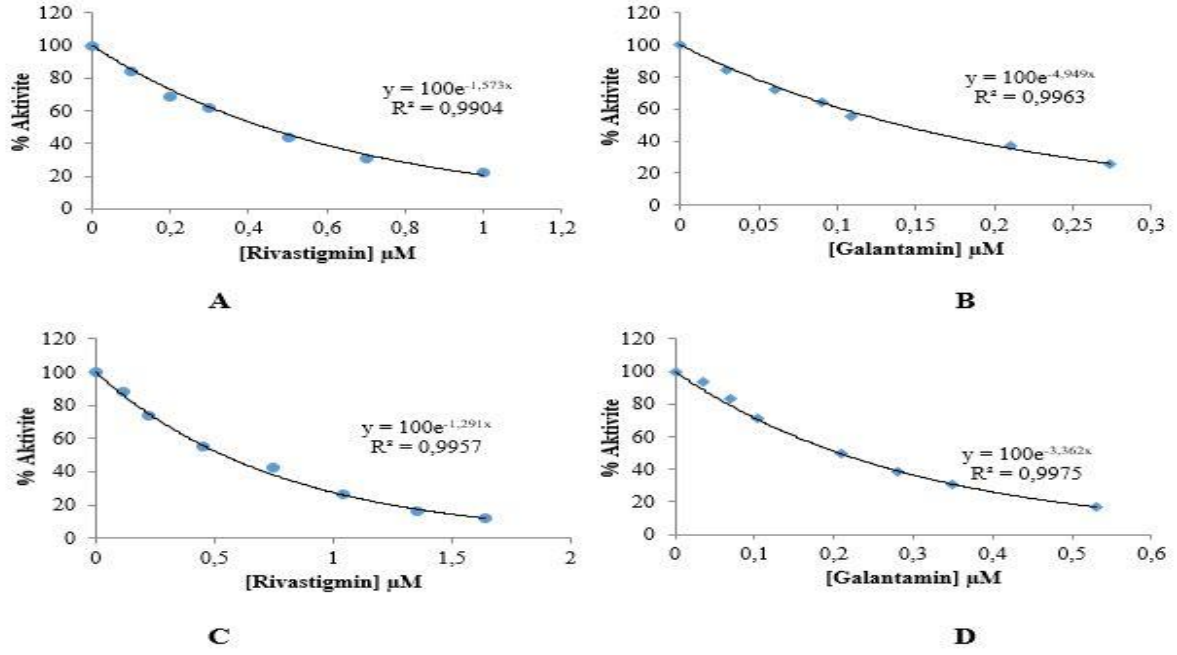 120
100
80
60
40
20
0
% Aktivite
y = 100e-1,573x
R² = 0,9904
0 0,2 0,4 0,6 0,8 1 1,2
[Rivastigmin] µM
A
120
100
80
60
40
20
0
% Aktivite
y = 100e-4,949x
R² = 0,9963
0 0,05 0,1 0,15 0,2 0,25 0,3
[Galantamin] µM
B
120
100
80
60
40
20
0
% Aktivite
y = 100e-1,291x
R² = 0,9957
0 0,5 1 1,5 2
[Rivastigmin] µM
C
120
100
80
60
40
20
0
% Aktivite
y = 100e-3,362x
R² = 0,9975
0 0,1 0,2 0,3 0,4 0,5 0,6
[Galantamin] µM
D